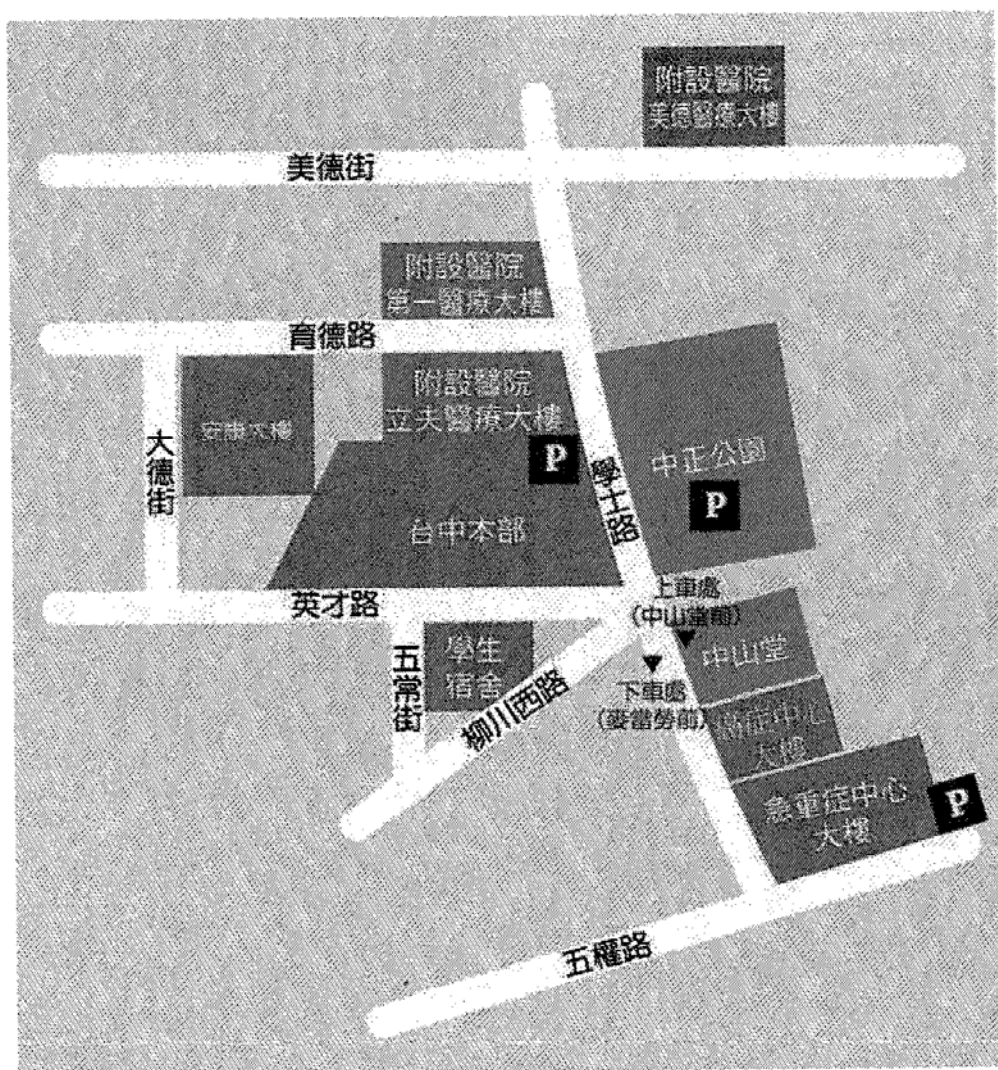 附設醫院
美德醫療大樓
美德街
附設醫院
第一醫療大樓
育德路
附設醫院
立夫醫療大樓
P
安康大樓
大德街
學士路
中正公園
P
台中本部
英才路
上車處
(中山堂前)
中山堂
五常街
學生
宿舍
柳川西路
下車處
(麥當勞前)
癌症中心
大樓
急重症中心
大樓
P
五權路